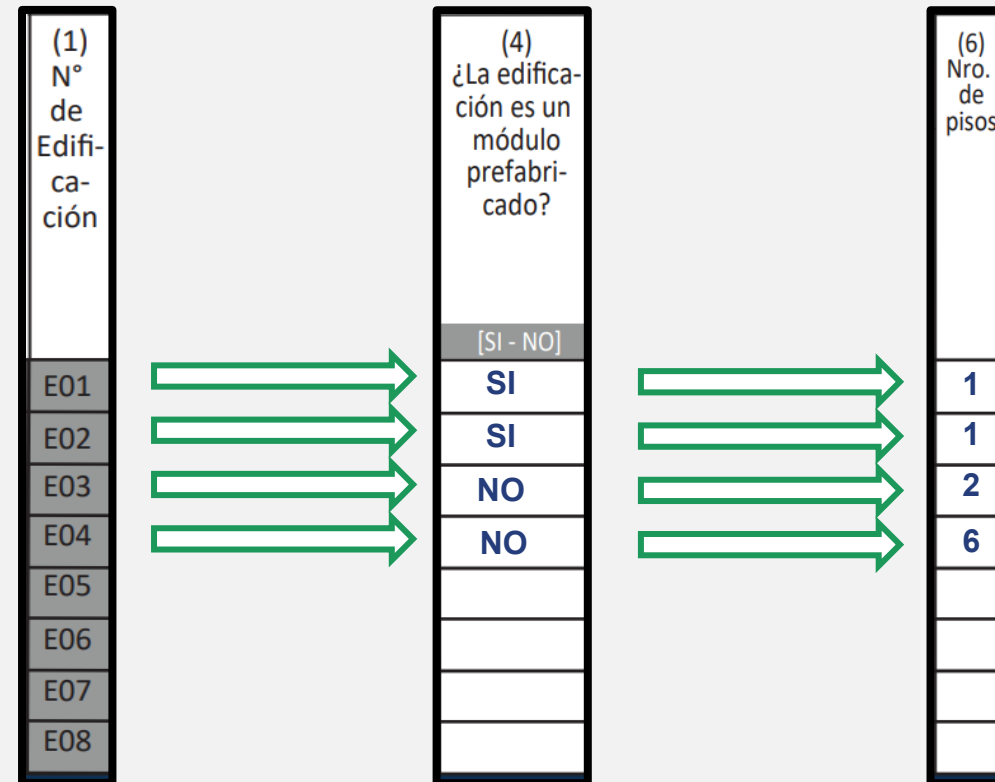 (1)
N°
de
Edifi-
ca-
ción
E01
E02
E03
E04
E05
E06
E07
E08
(4)
¿La edifica-
ción es un
módulo
prefabri-
cado?
[SI - NO]
SI
SI
NO
NO
(6)
Nro.
de
pisos
1
1
2
6